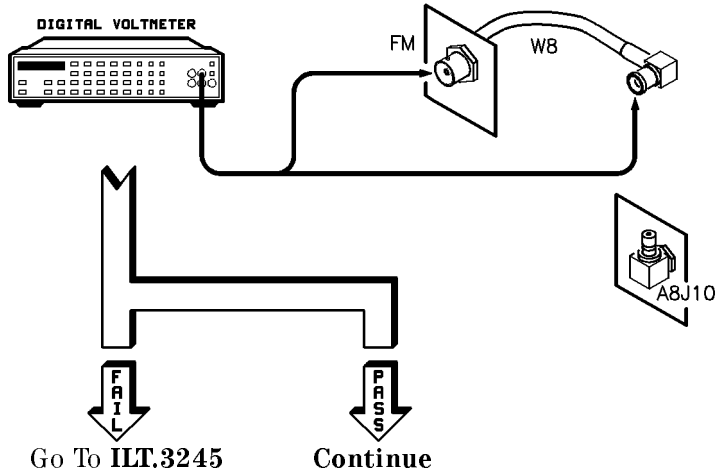 DIGITAL VOLTMETER
FM
W8
A8J10
FAIL
PASS
Go To ILT.3245
Continue